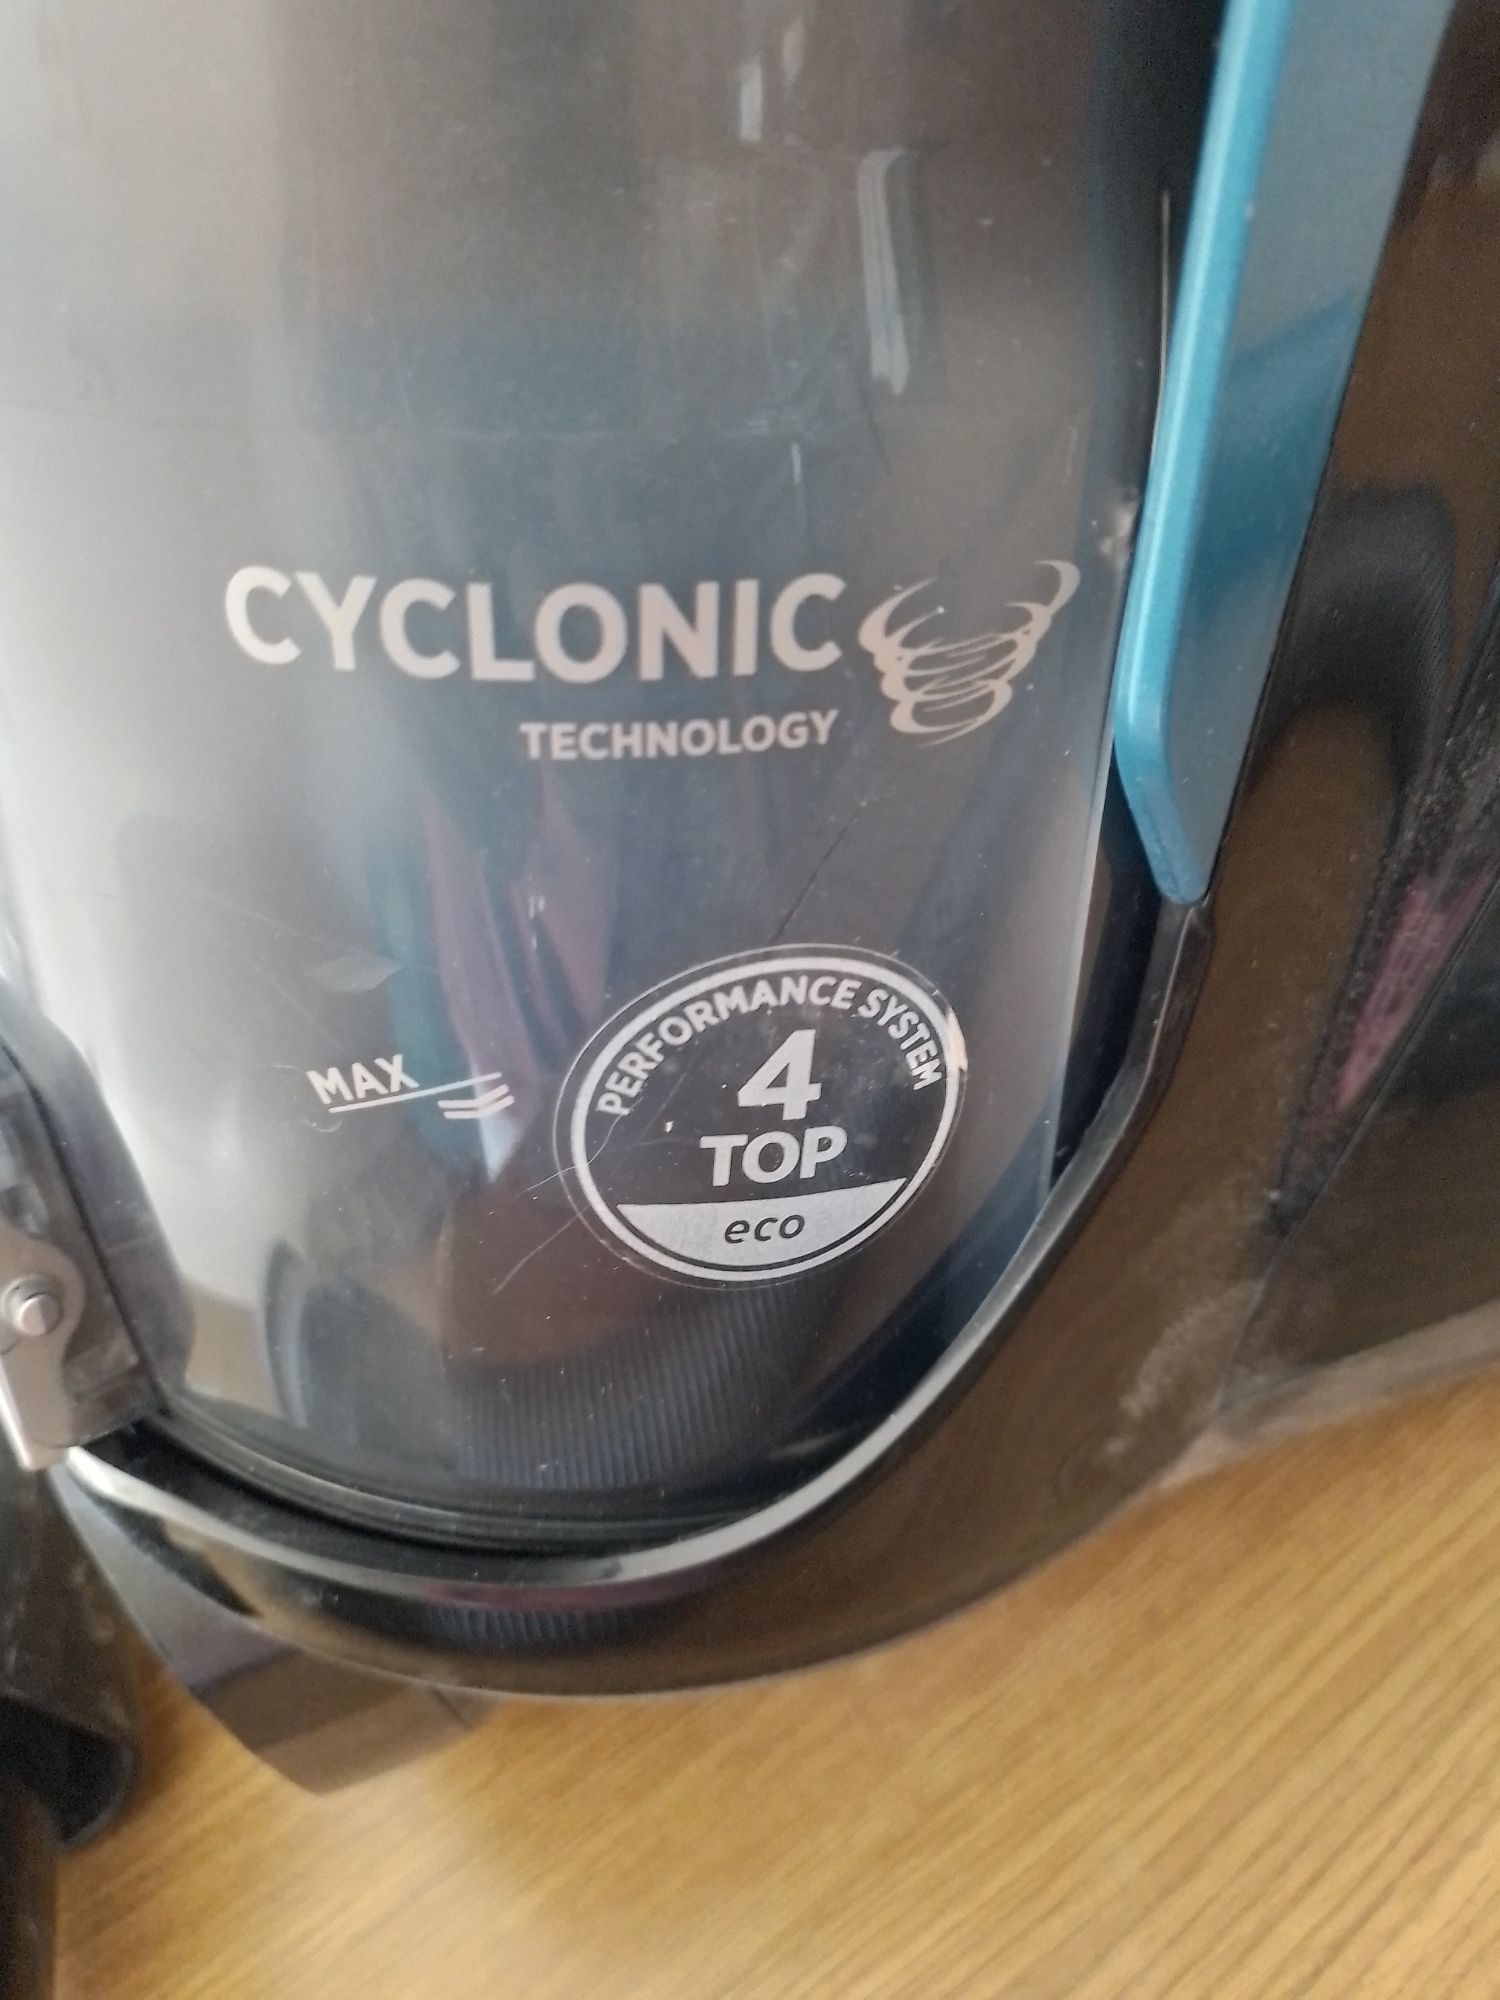 CYCLONIC
TECHNOLOGY
MAX
PERFORMANCE SYSTEM
4
TOP
eco